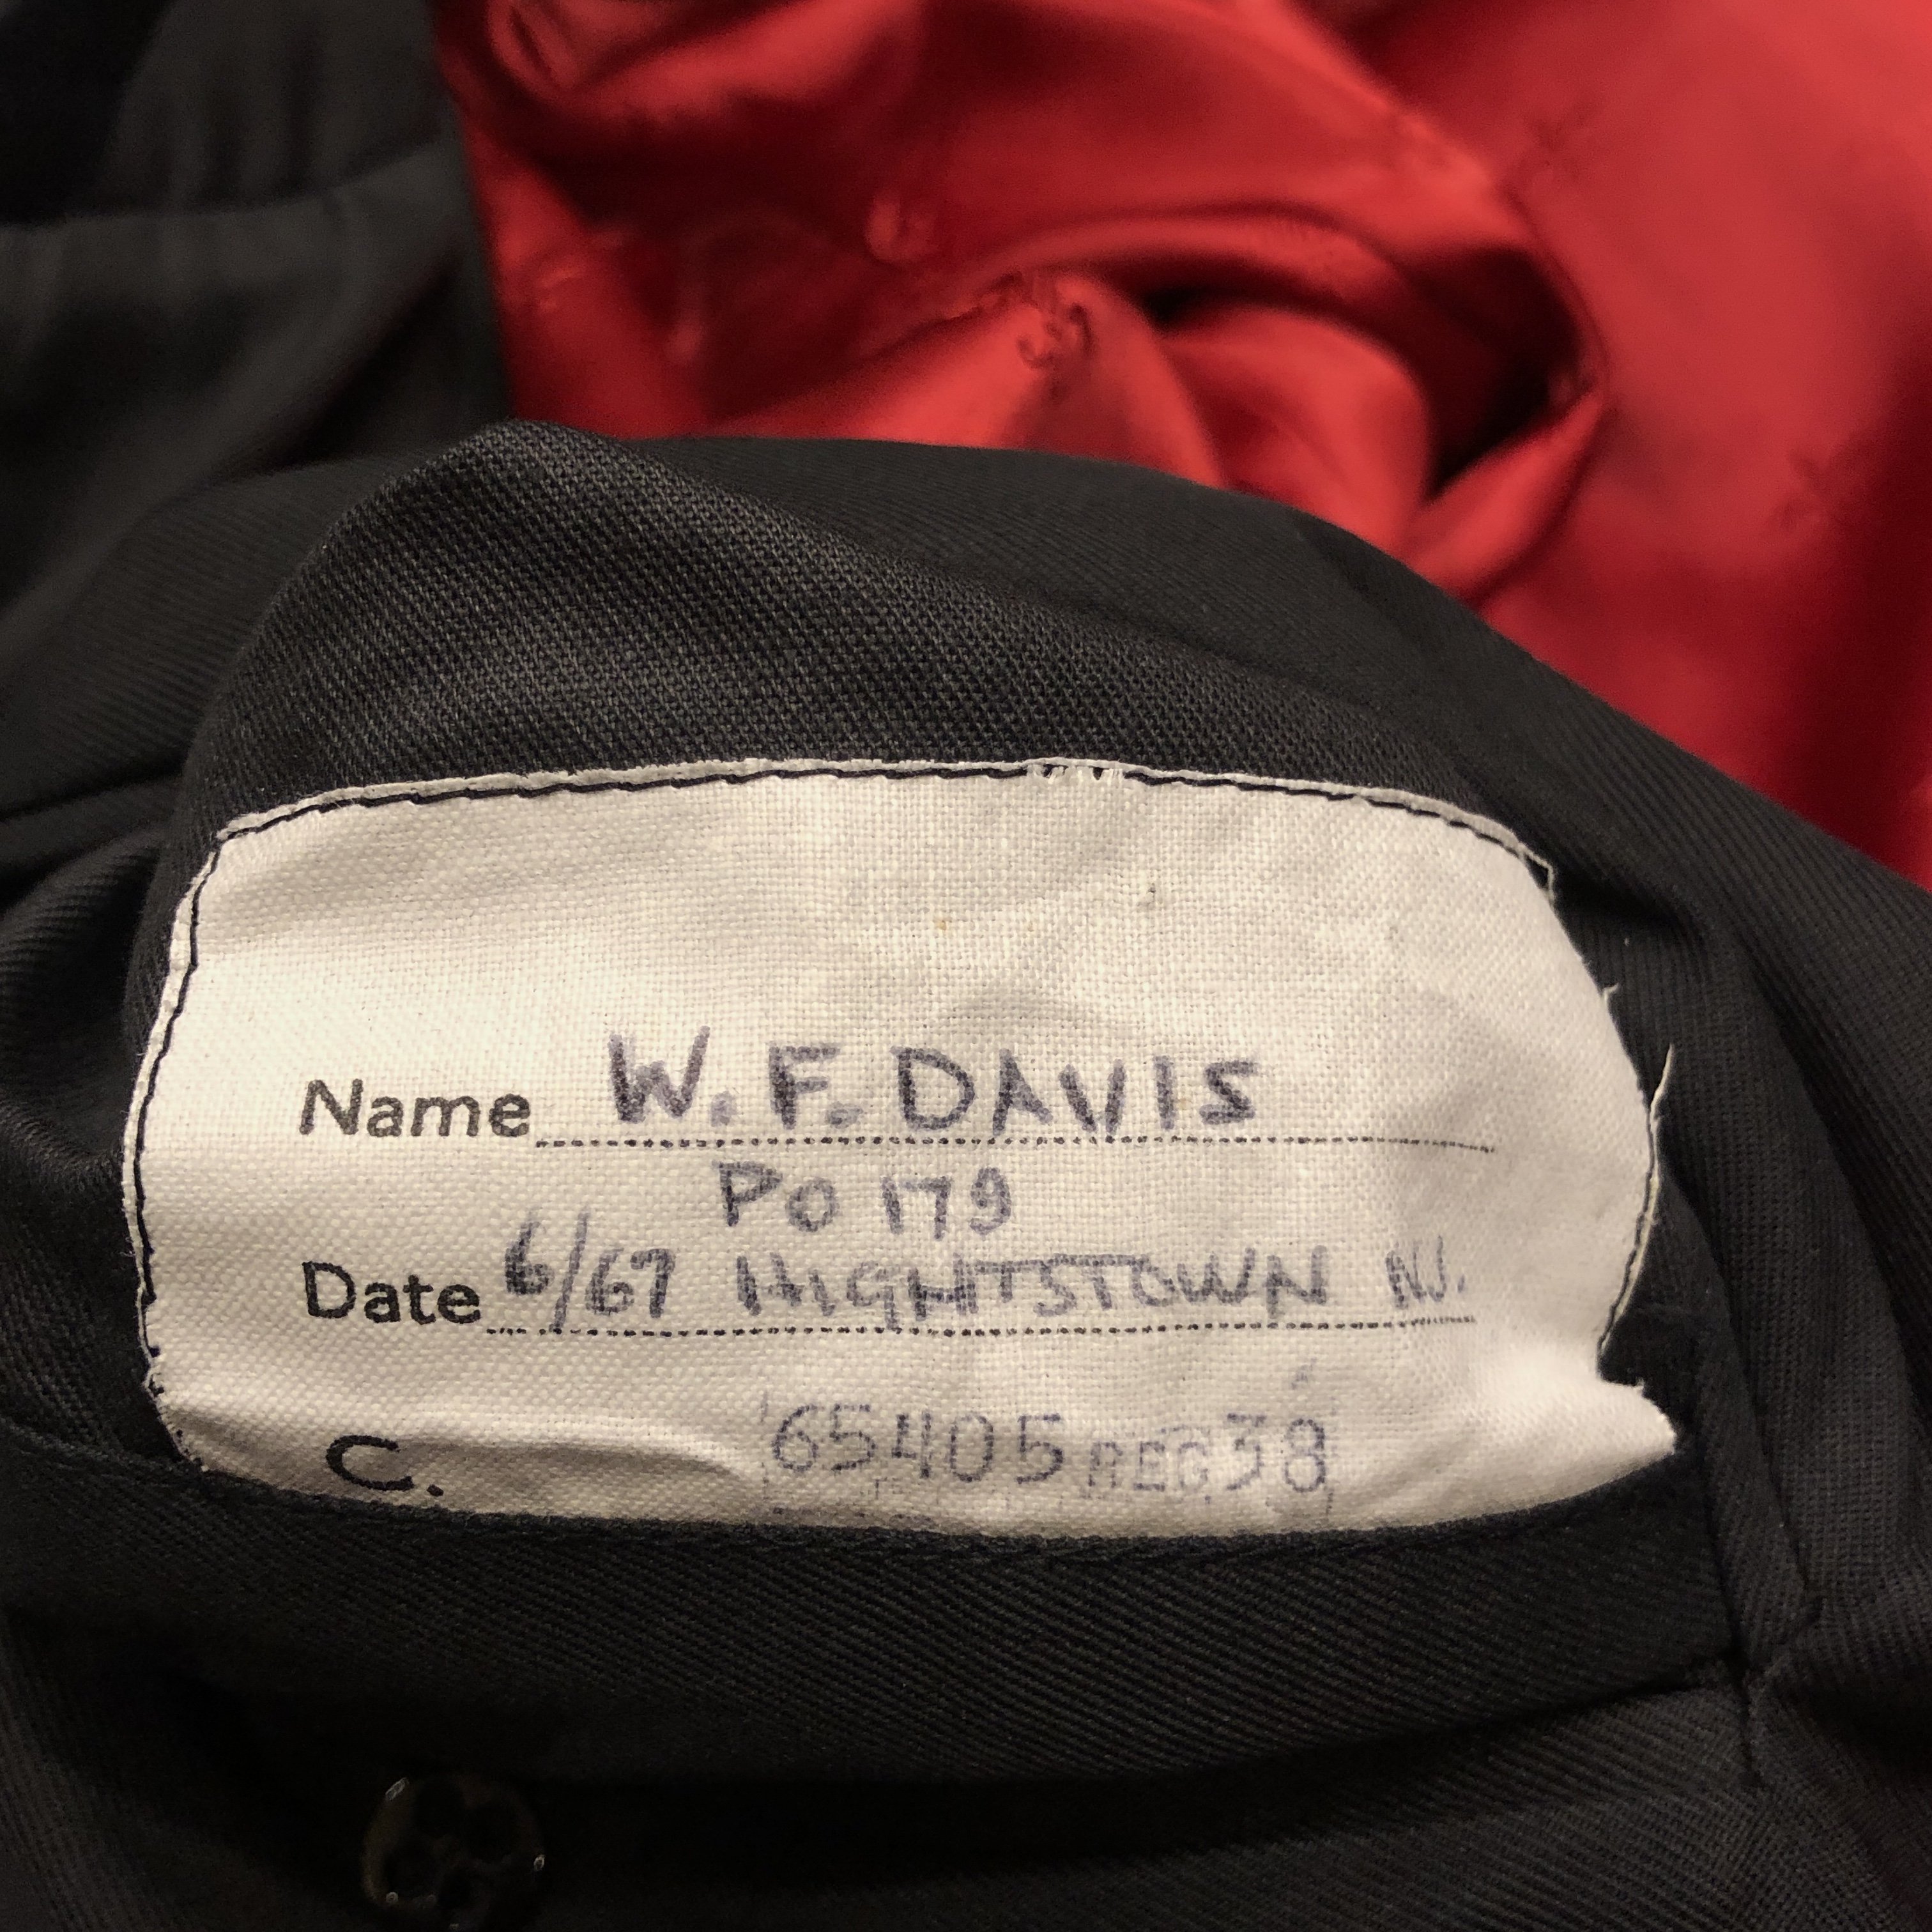 Name W. F. DAVIS
PO 179
Date 6/67 HIGHTSTOWN NJ.
C. 65405 REG 38